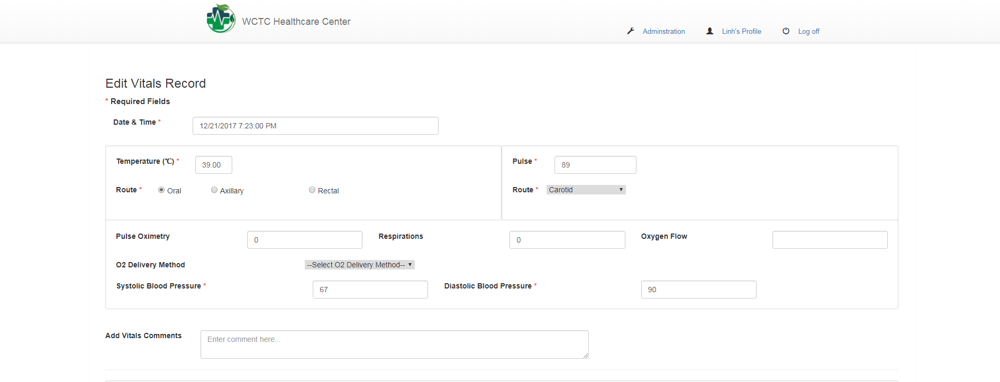 WCTC Healthcare Center
Adminstration Linh's Profile Log off
Edit Vitals Record
* Required Fields
Date & Time * 12/21/2017 7:23:00 PM
Temperature (℃) * 39.00 Pulse * 89
Route * Oral Axillary Rectal Route * Carotid
Pulse Oximetry 0 Respirations 0 Oxygen Flow
O2 Delivery Method --Select O2 Delivery Method--
Systolic Blood Pressure * 67 Diastolic Blood Pressure * 90
Add Vitals Comments Enter comment here...